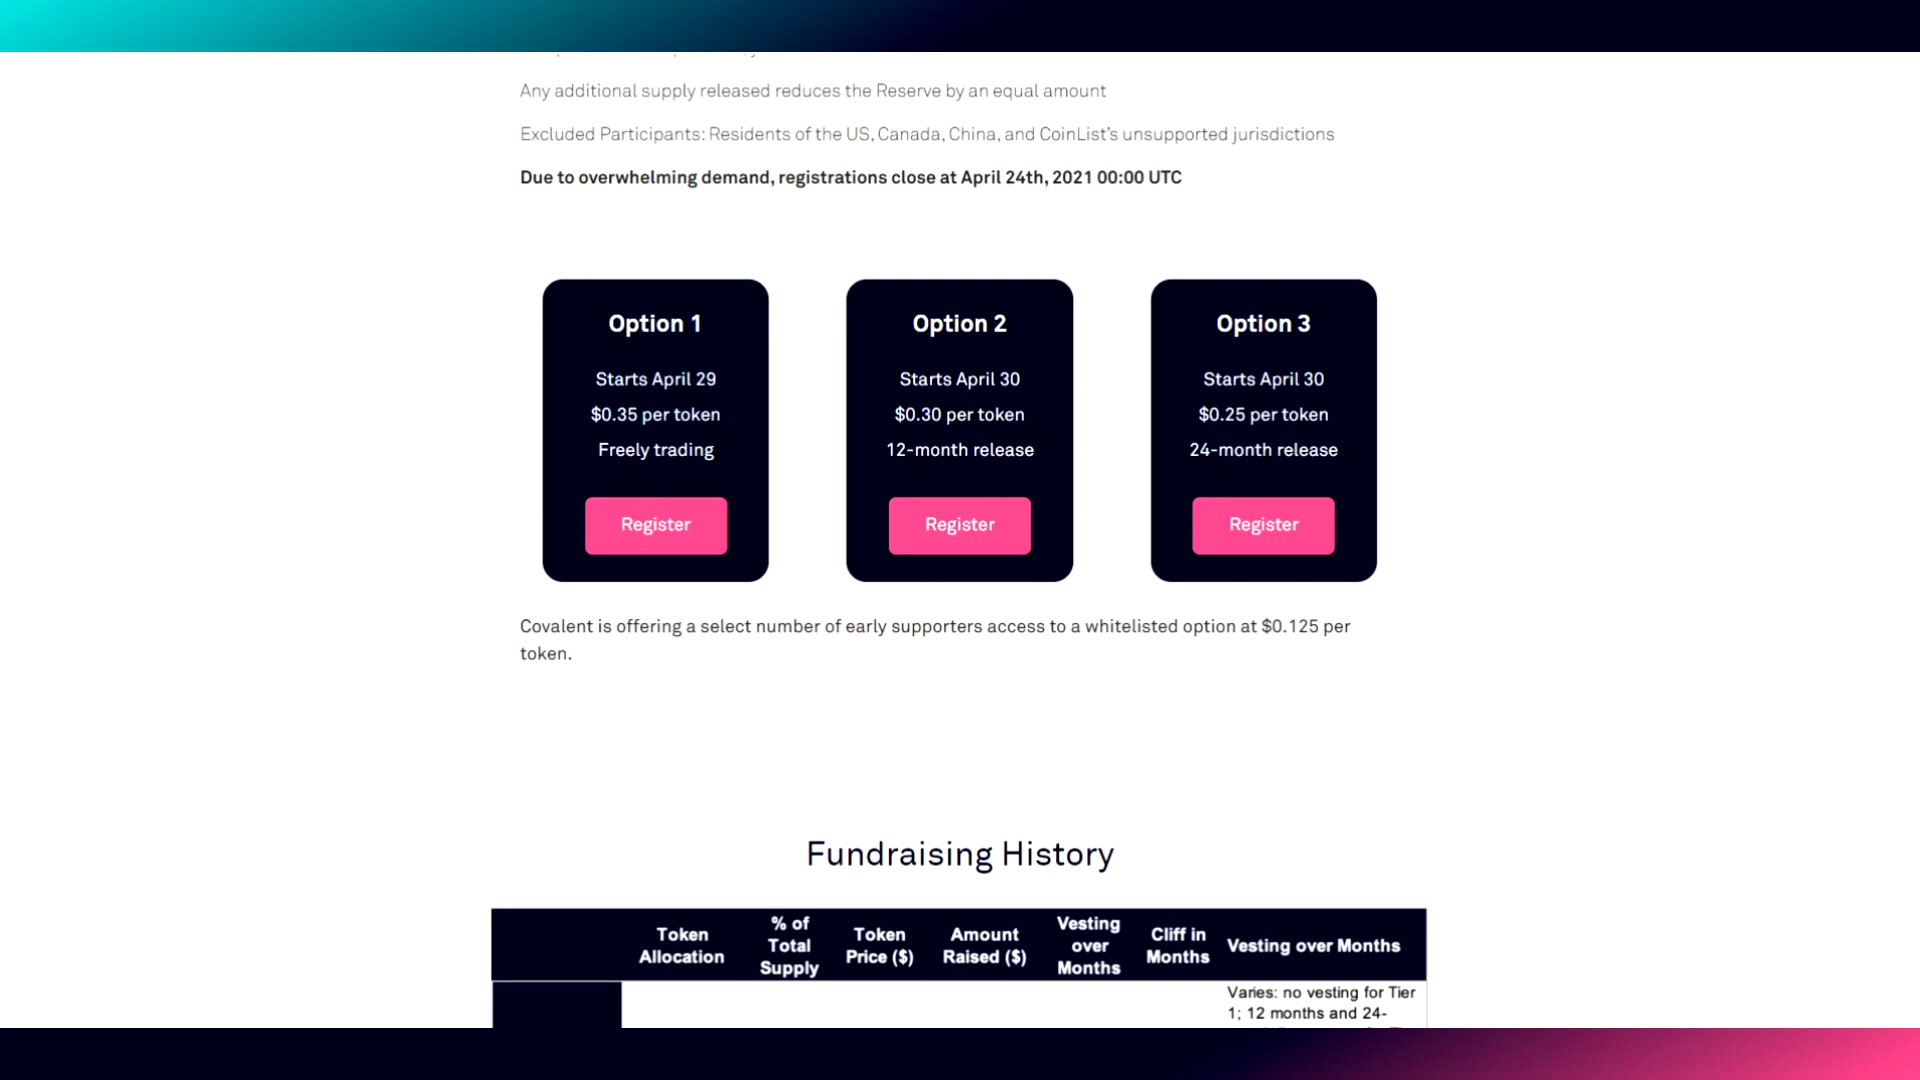 Any additional supply released reduces the Reserve by an equal amount
Excluded Participants: Residents of the US, Canada, China, and CoinList's unsupported jurisdictions
Due to overwhelming demand, registrations close at April 24th, 2021 00:00 UTC
Option 1
Starts April 29
$0.35 per token
Freely trading
Register
Option 2
Starts April 30
$0.30 per token
12-month release
Register
Option 3
Starts April 30
$0.25 per token
24-month release
Register
Covalent is offering a select number of early supporters access to a whitelisted option at $0.125 per
token.
Fundraising History
Token
Allocation
% of
Total
Supply
Token
Price ($)
Amount
Raised ($)
Vesting
over
Months
Cliff in
Months
Vesting over Months
Varies: no vesting for Tier
1; 12 months and 24-